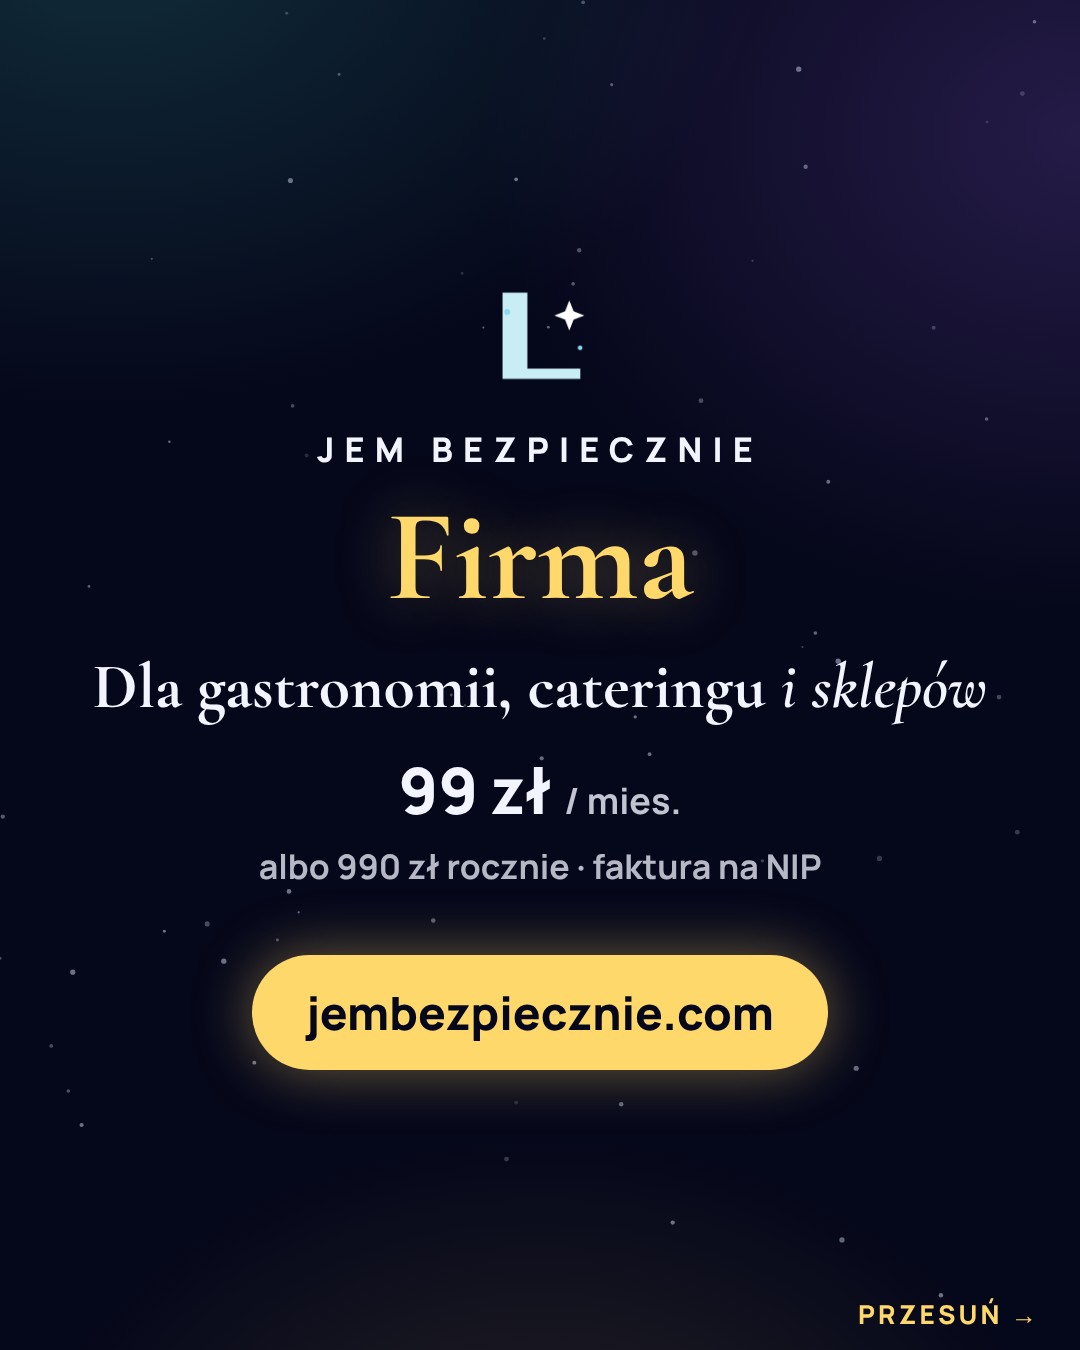 L
JEM BEZPIECZNIE
Firma
Dla gastronomii, cateringu i sklepów
99 zł / mies.
albo 990 zł rocznie · faktura na NIP
jembezpiecznie.com
PRZESUŃ →